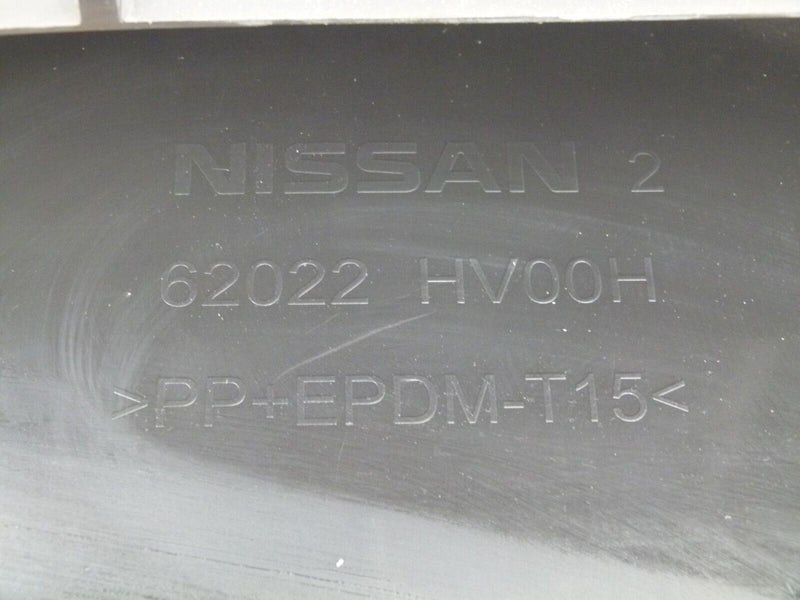 NISSAN 2
62022 HV00H
>PP+EPDM-T15<